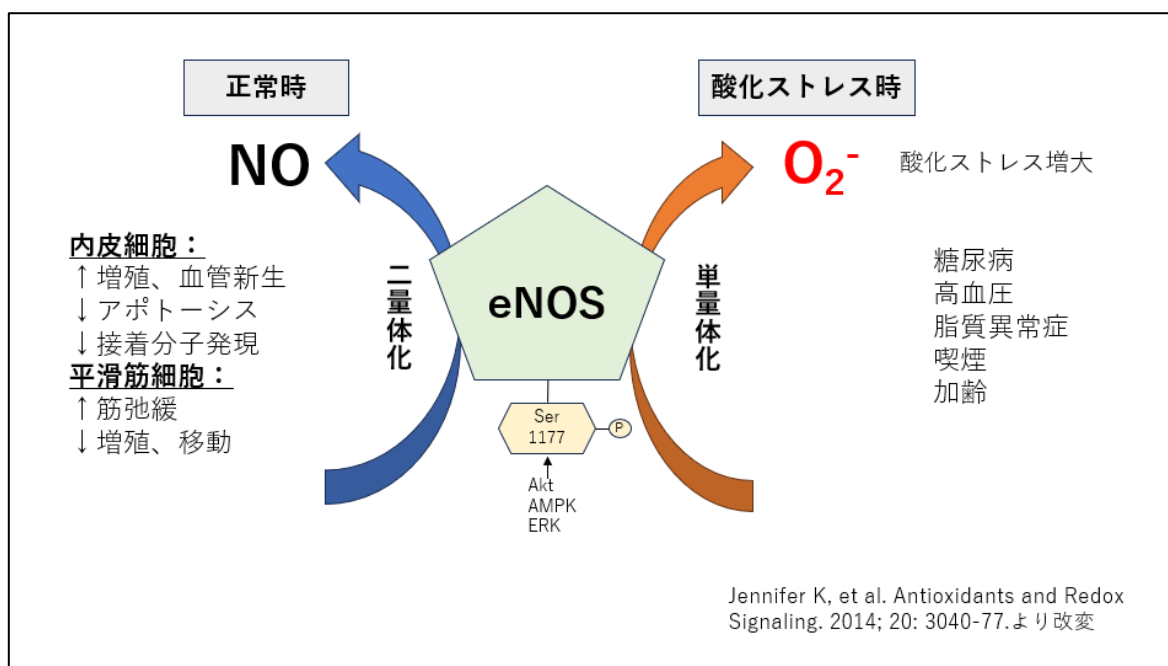 正常時
NO
内皮細胞：
↑増殖、血管新生
↓アポトーシス
↓接着分子発現
平滑筋細胞：
↑筋弛緩
↓増殖、移動
二量体化
eNOS
Ser
1177
P
Akt
AMPK
ERK
単量体化
酸化ストレス時
O₂⁻
酸化ストレス増大
糖尿病
高血圧
脂質異常症
喫煙
加齢
Jennifer K, et al. Antioxidants and Redox
Signaling. 2014; 20: 3040-77.より改変